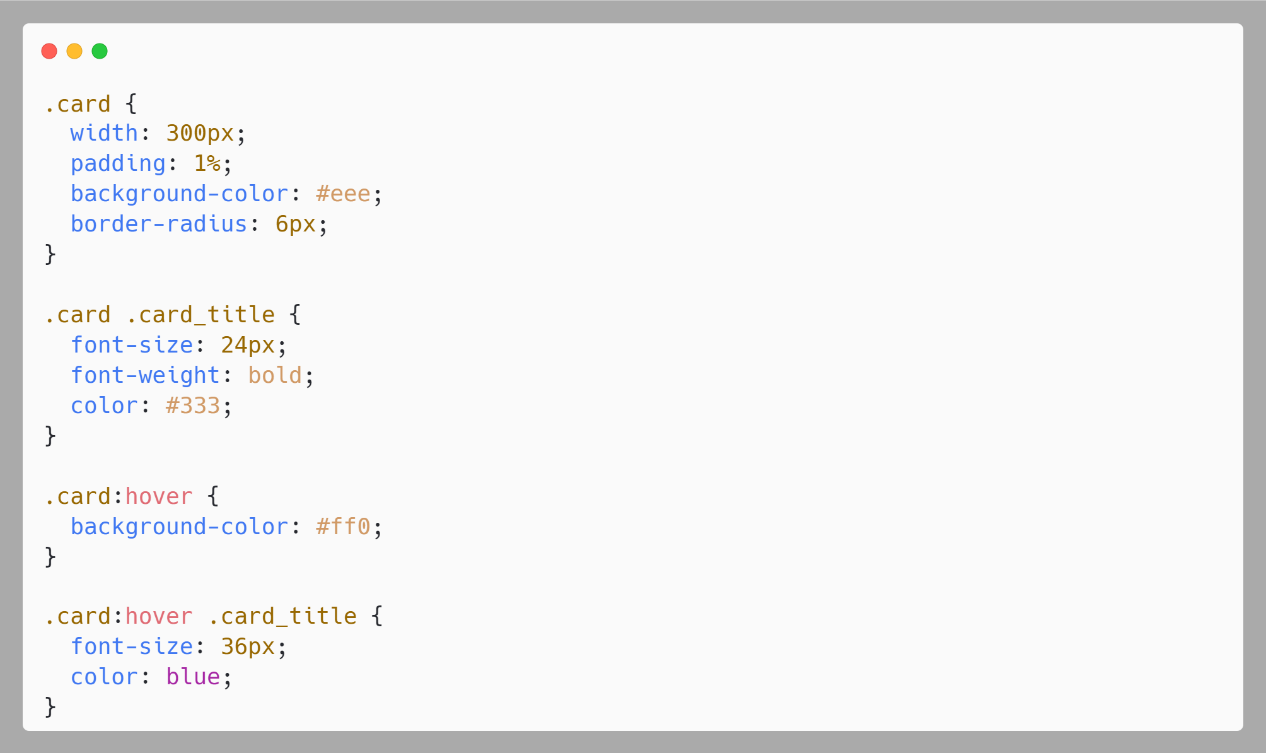 .card {
  width: 300px;
  padding: 1%;
  background-color: #eee;
  border-radius: 6px;
}

.card .card_title {
  font-size: 24px;
  font-weight: bold;
  color: #333;
}

.card:hover {
  background-color: #ff0;
}

.card:hover .card_title {
  font-size: 36px;
  color: blue;
}